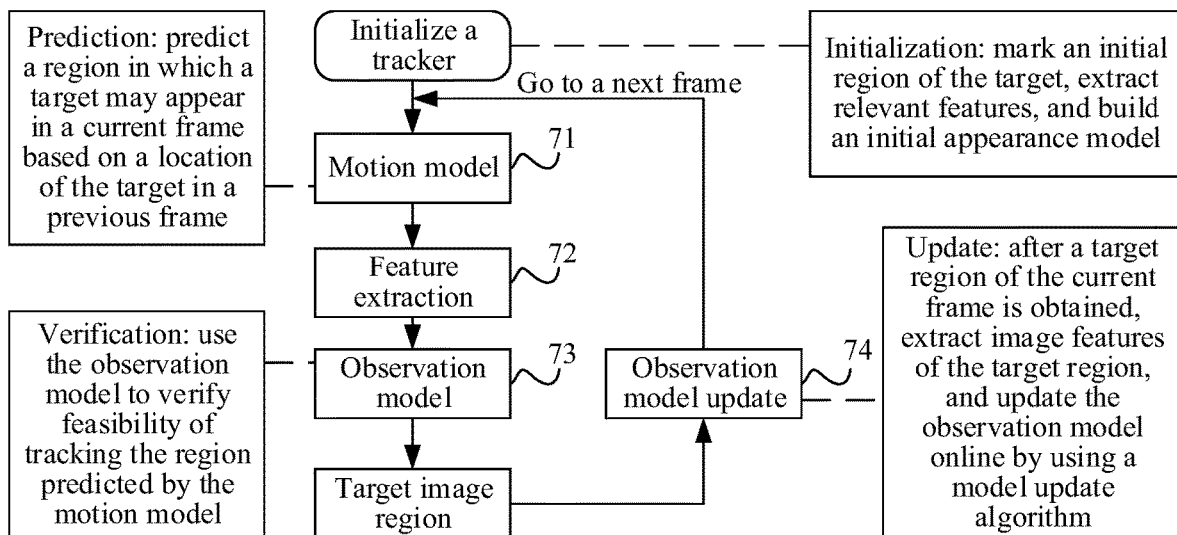 Prediction: predict
a region in which a
target may appear
in a current frame
based on a location
of the target in a
previous frame
Initialize a
tracker
Initialization: mark an initial
region of the target, extract
relevant features, and build
an initial appearance model
Go to a next frame
71
Motion model
72
Feature
extraction
Verification: use
the observation
model to verify
feasibility of
tracking the region
predicted by the
motion model
73
Observation
model
74
Observation
model update
Update: after a target
region of the current
frame is obtained,
extract image features
of the target region,
and update the
observation model
online by using a
model update
algorithm
Target image
region